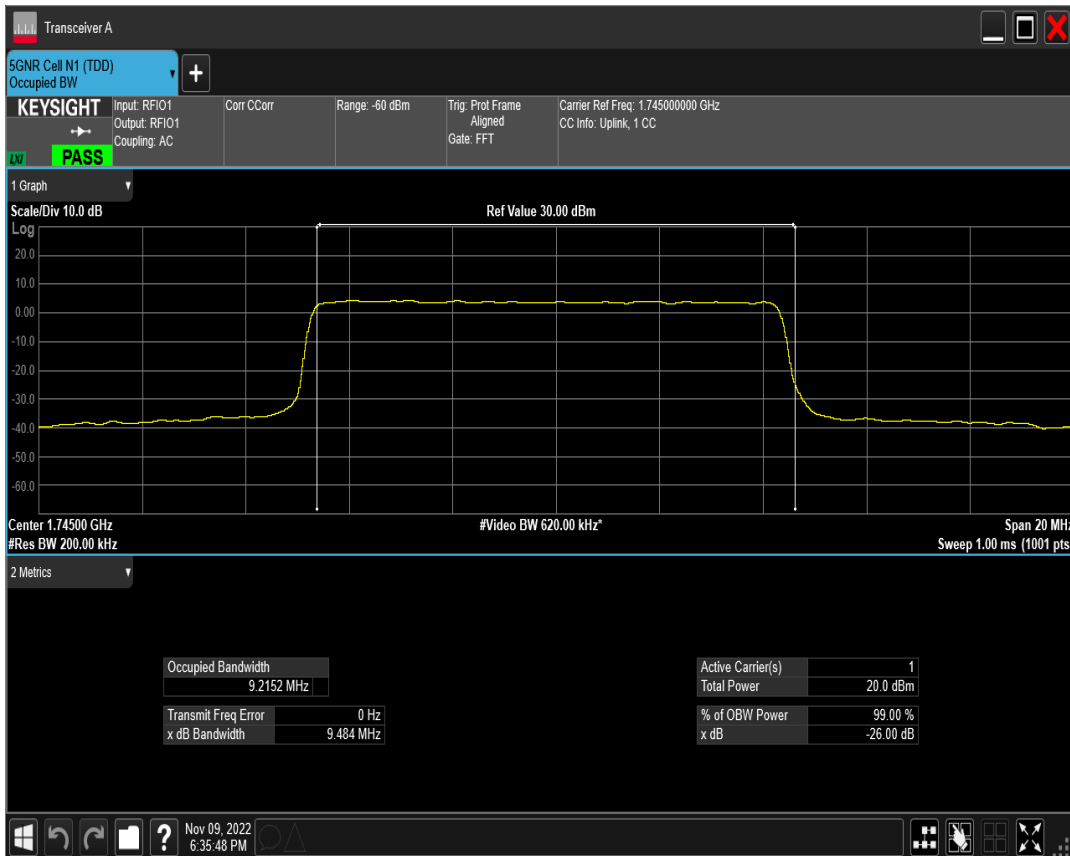 Transceiver A
5GNR Cell N1 (TDD)
Occupied BW
+
KEYSIGHT
LXI
PASS
Input: RFIO1
Output: RFIO1
Coupling: AC
Corr CCorr
Range: -60 dBm
Trig: Prot Frame
Aligned
Gate: FFT
Carrier Ref Freq: 1.745000000 GHz
CC Info: Uplink, 1 CC
1 Graph
Scale/Div 10.0 dB
Ref Value 30.00 dBm
Log
20.0
10.0
0.00
-10.0
-20.0
-30.0
-40.0
-50.0
-60.0
Center 1.74500 GHz
#Video BW 620.00 kHz*
Span 20 MHz
#Res BW 200.00 kHz
Sweep 1.00 ms (1001 pts
2 Metrics
Occupied Bandwidth
9.2152 MHz
Transmit Freq Error 0 Hz
x dB Bandwidth 9.484 MHz
Active Carrier(s) 1
Total Power 20.0 dBm
% of OBW Power 99.00 %
x dB -26.00 dB
?
Nov 09, 2022
6:35:48 PM